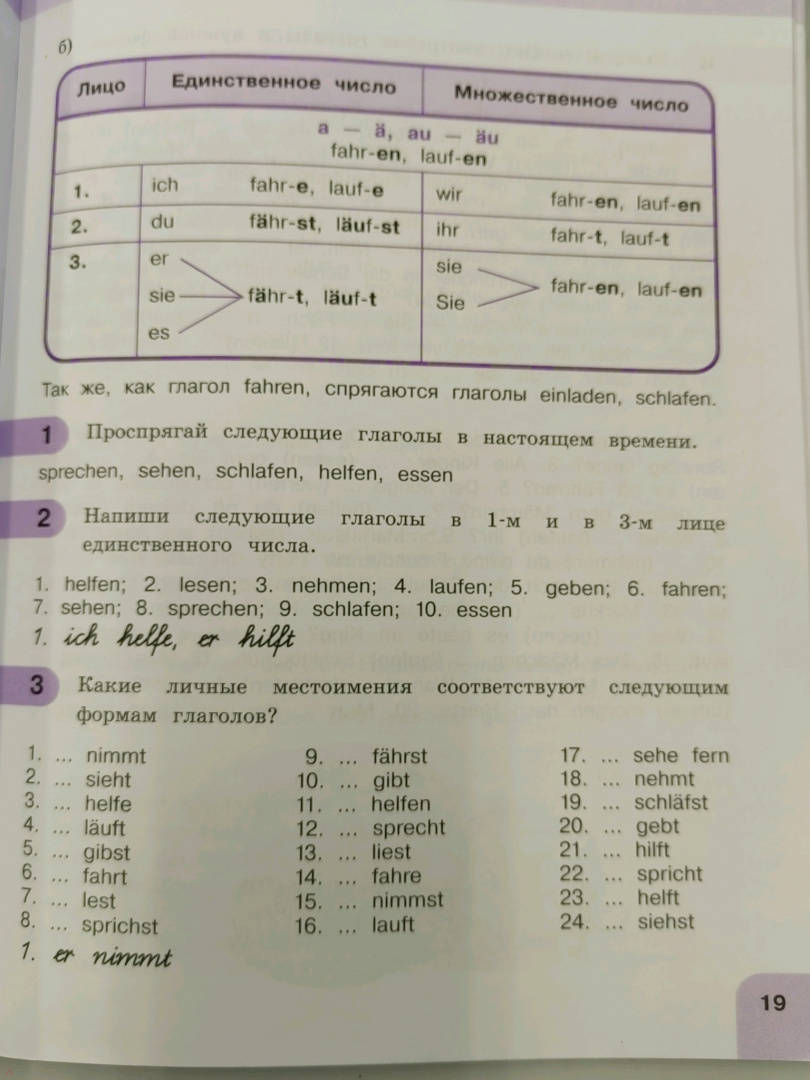 б)
Лицо Единственное число Множественное число
a — ä, au — äu
fahr-en, lauf-en
1. ich fahr-e, lauf-e wir fahr-en, lauf-en
2. du fähr-st, läuf-st ihr fahr-t, lauf-t
3. er sie
sie fähr-t, läuf-t Sie fahr-en, lauf-en
es
Так же, как глагол fahren, спрягаются глаголы einladen, schlafen.
1 Проспрягай следующие глаголы в настоящем времени.
sprechen, sehen, schlafen, helfen, essen
2 Напиши следующие глаголы в 1-м и в 3-м лице
единственного числа.
1. helfen; 2. lesen; 3. nehmen; 4. laufen; 5. geben; 6. fahren;
7. sehen; 8. sprechen; 9. schlafen; 10. essen
1. ich helfe, er hilft
3 Какие личные местоимения соответствуют следующим
формам глаголов?
1. ... nimmt
2. ... sieht
3. ... helfe
4. ... läuft
5. ... gibst
6. ... fahrt
7. ... lest
8. ... sprichst
9. ... fährst
10. ... gibt
11. ... helfen
12. ... sprecht
13. ... liest
14. ... fahre
15. ... nimmst
16. ... lauft
17. ... sehe fern
18. ... nehmt
19. ... schläfst
20. ... gebt
21. ... hilft
22. ... spricht
23. ... helft
24. ... siehst
1. er nimmt
19